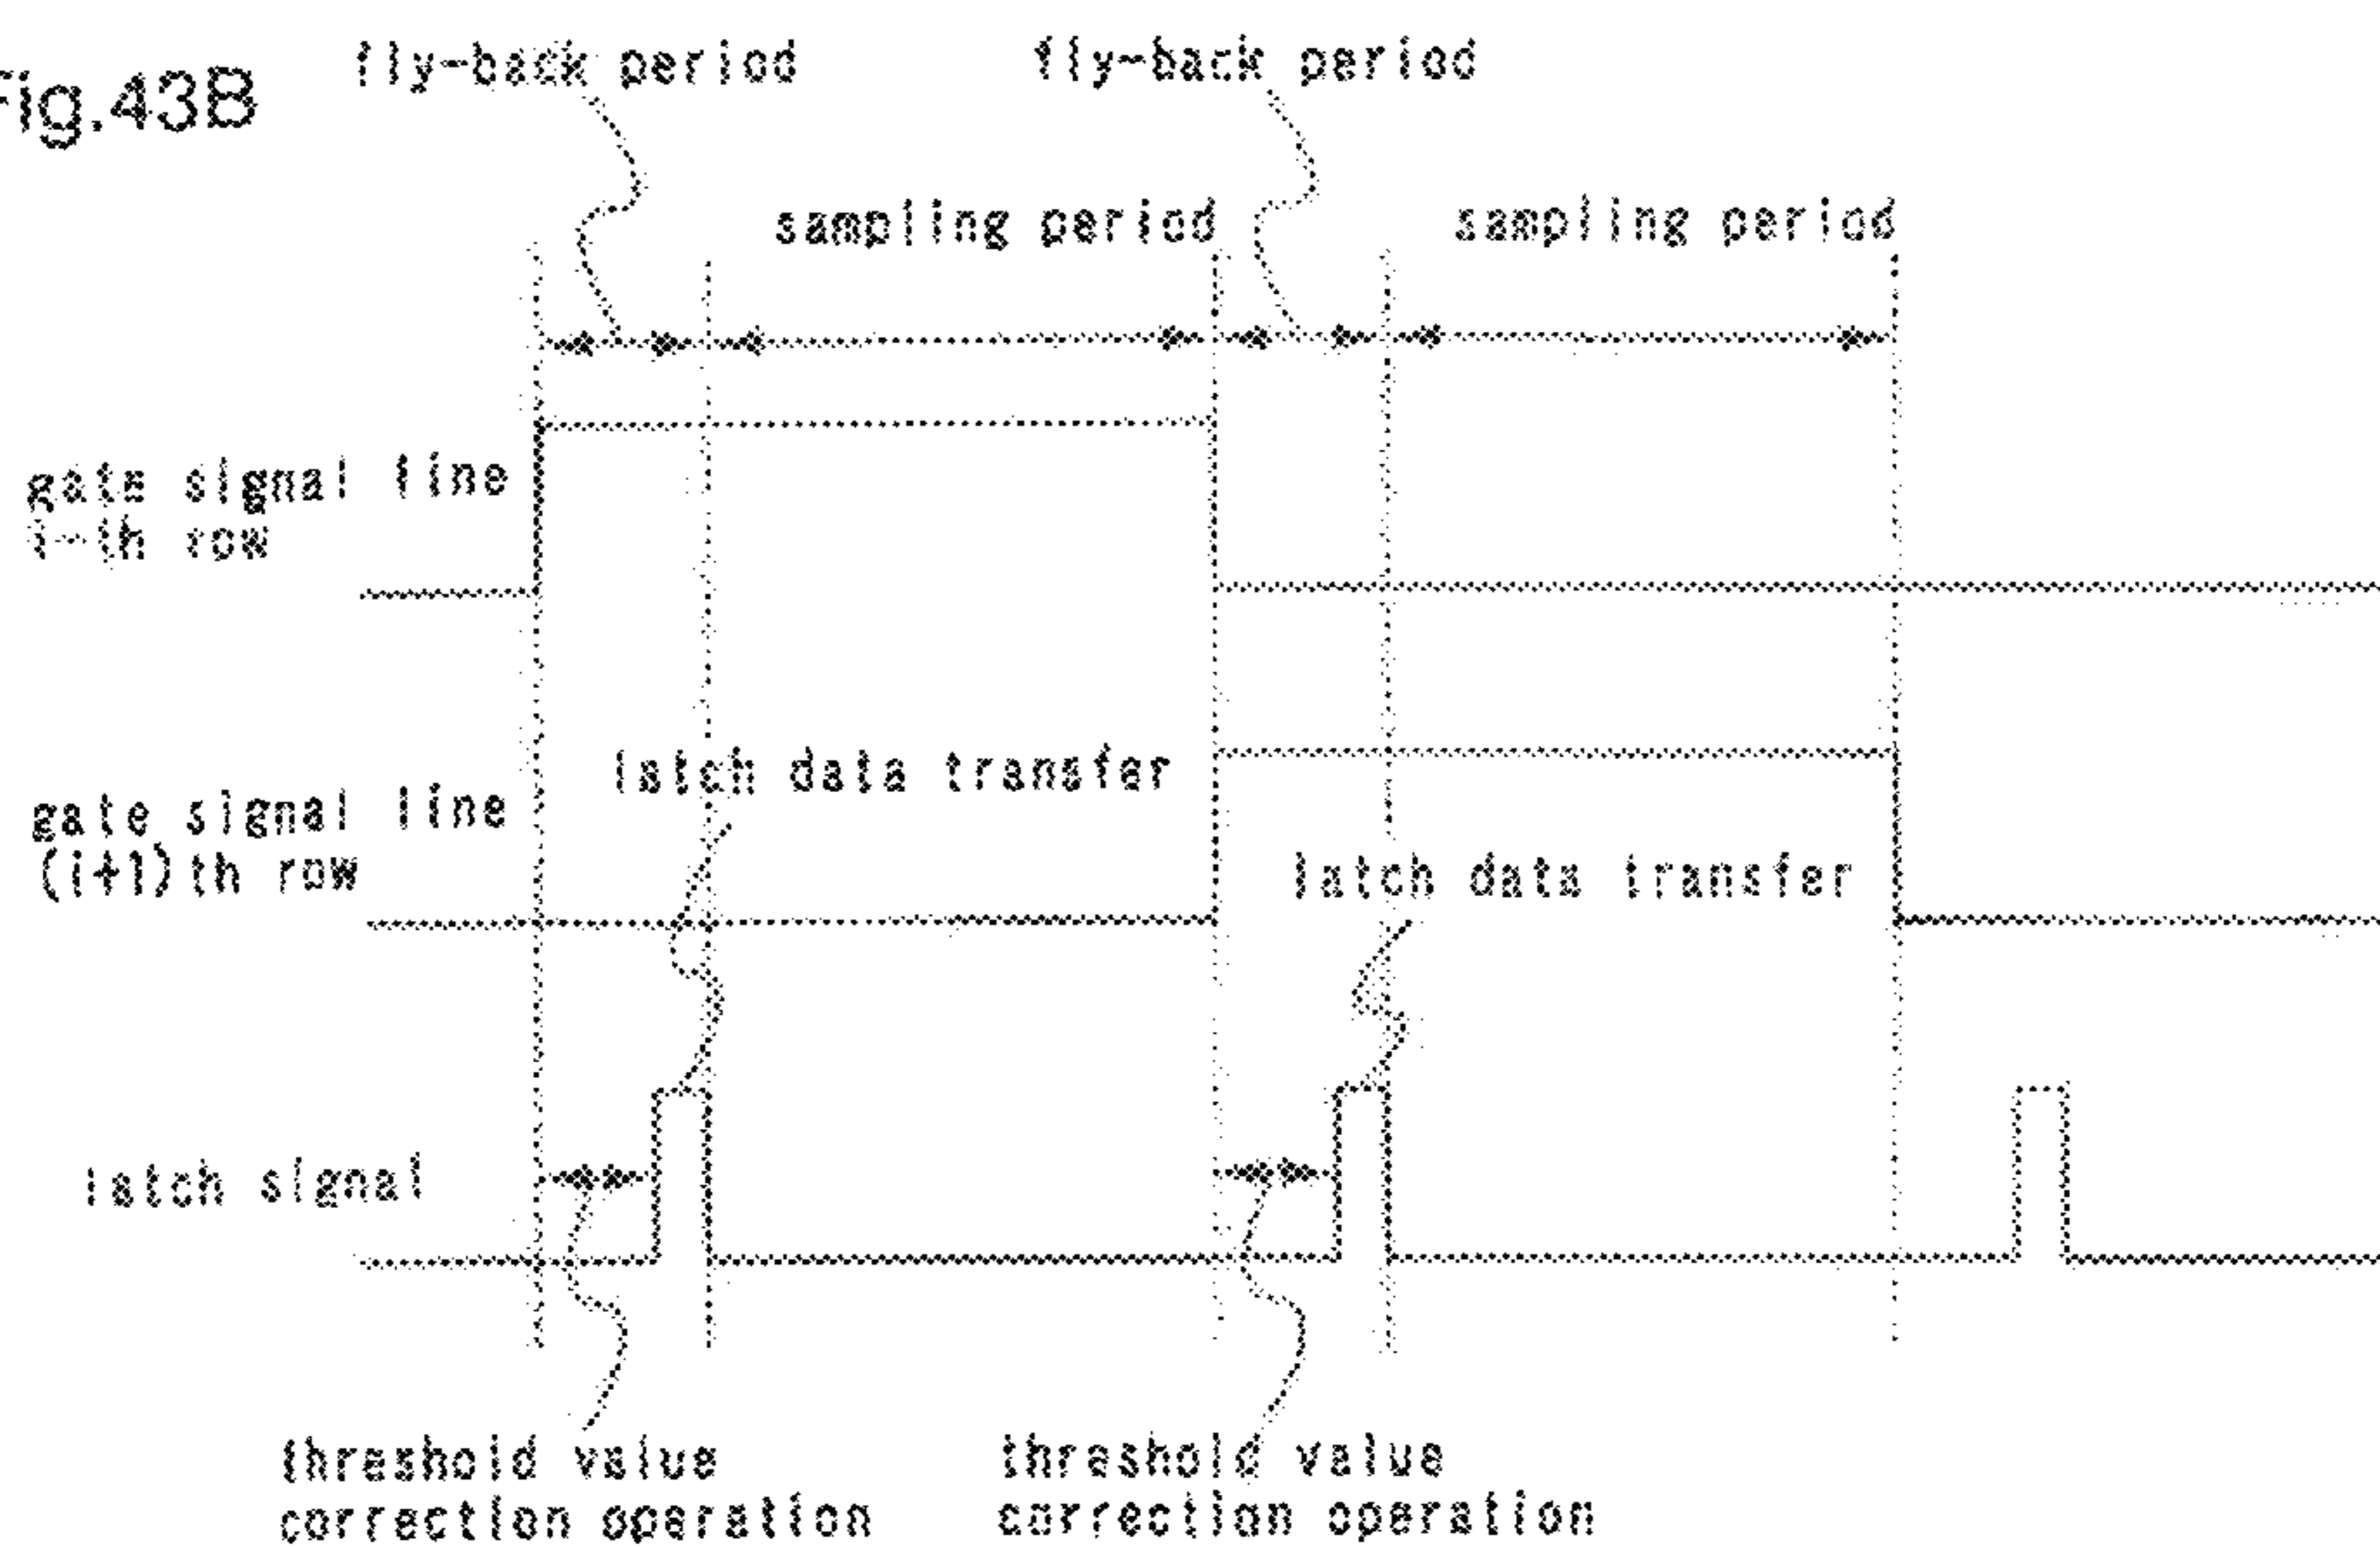 Fig.43B
fly-back period
fly-back period
sampling period
sampling period
gate signal line
i-th row
latch data transfer
gate signal line
(i+1)th row
latch data transfer
latch signal
threshold value
correction operation
threshold value
correction operation